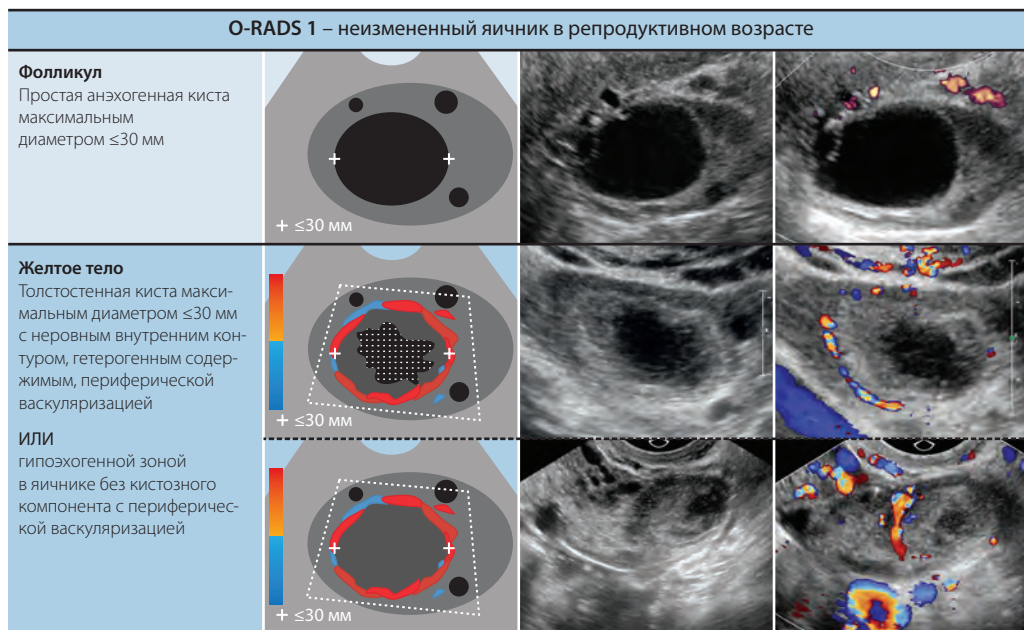 O-RADS 1 – неизмененный яичник в репродуктивном возрасте
Фолликул
Простая анэхогенная киста
максимальным
диаметром ≤30 мм
+ ≤30 мм
Желтое тело
Толстостенная киста макси-
мальным диаметром ≤30 мм
с неровным внутренним кон-
туром, гетерогенным содер-
жимым, периферической
васкуляризацией
+ ≤30 мм
ИЛИ
гипоэхогенной зоной
в яичнике без кистозного
компонента с перифериче-
ской васкуляризацией
+ ≤30 мм